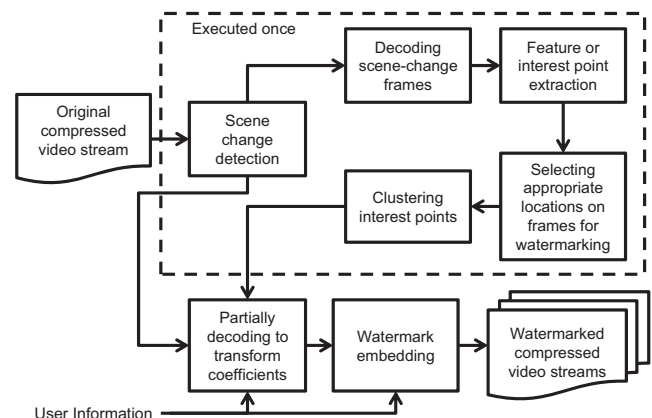 Executed once
Original
compressed
video stream
Scene
change
detection
Decoding
scene-change
frames
Feature or
interest point
extraction
Selecting
appropriate
locations on
frames for
watermarking
Clustering
interest points
Partially
decoding to
transform
coefficients
Watermark
embedding
Watermarked
compressed
video streams
User Information